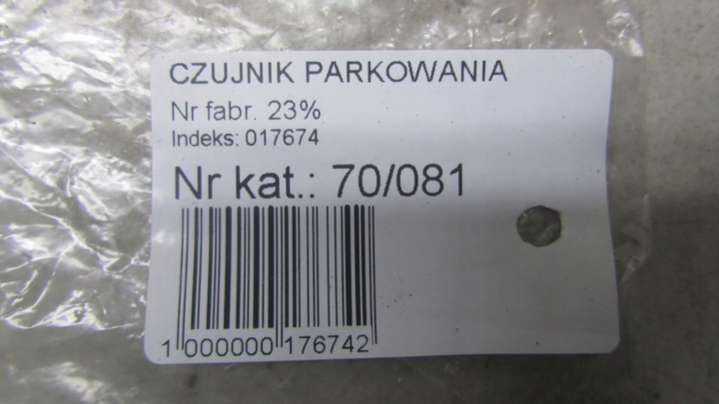 CZUJNIK PARKOWANIA
Nr fabr. 23%
Indeks: 017674
Nr kat.: 70/081
1 000000 176742